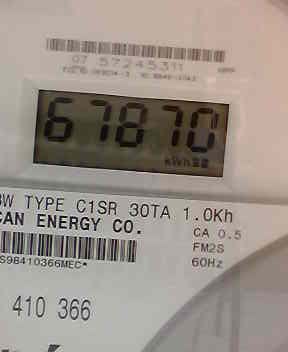 07 57245311
67870
kWh
TYPE C1SR 30TA 1.0Kh
CAN ENERGY CO.
CA 0.5
FM2S
S98410366MEC*
60Hz
410 366